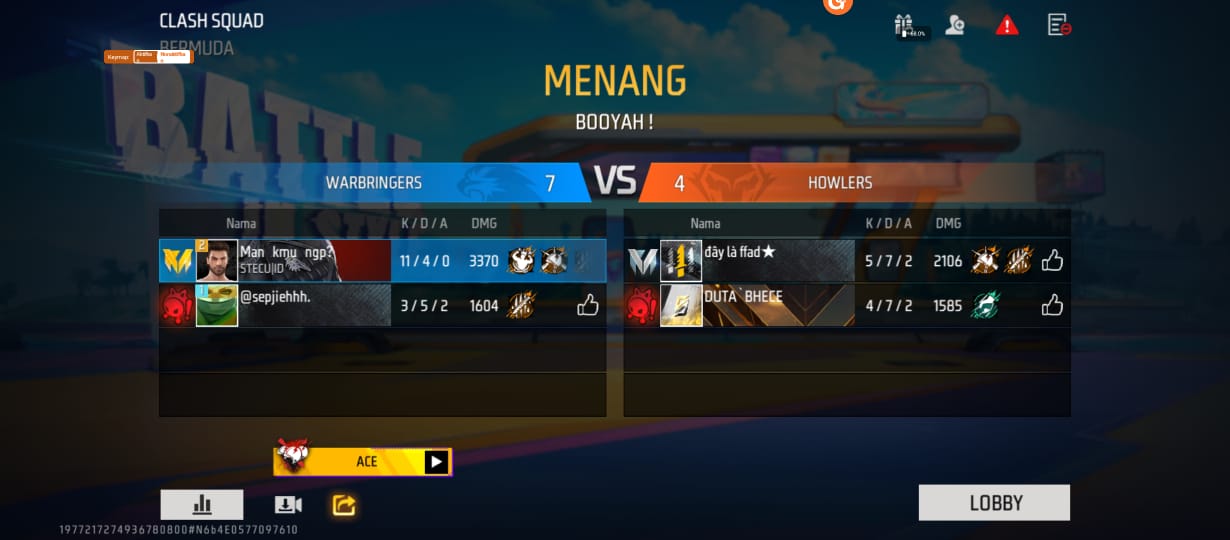 CLASH SQUAD
BERMUDA
Keymap
MENANG
BOOYAH !
WARBRINGERS 7 VS 4 HOWLERS
Nama K / D / A DMG
Man kmu ngp?
STECU|ID
11 / 4 / 0 3370
@sepjiehhh.
3 / 5 / 2 1604
Nama K / D / A DMG
đây là ffad★
5 / 7 / 2 2106
DUTA`BHECE
4 / 7 / 2 1585
BATTLE
ACE
LOBBY
1977217274936780800#N6b4E0577097610